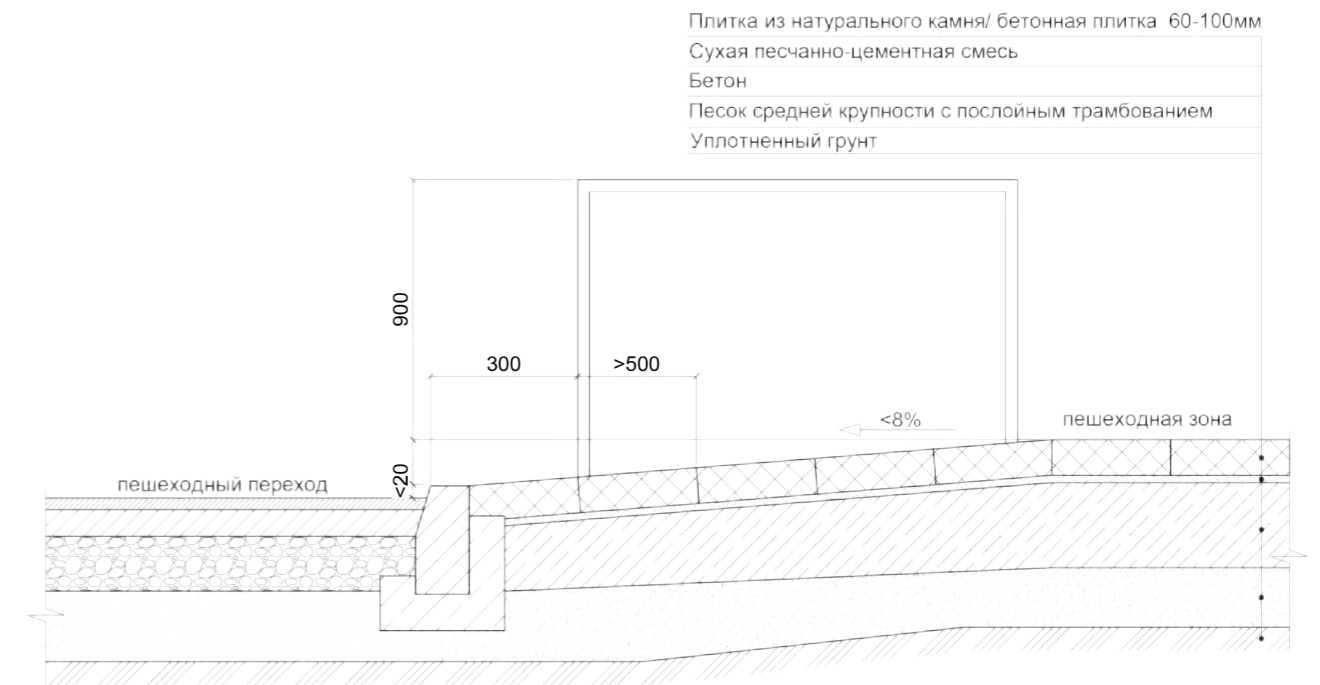 Плитка из натурального камня/ бетонная плитка 60-100мм
Сухая песчанно-цементная смесь
Бетон
Песок средней крупности с послойным трамбованием
Уплотненный грунт
900
300
>500
<8%
пешеходная зона
<20
пешеходный переход